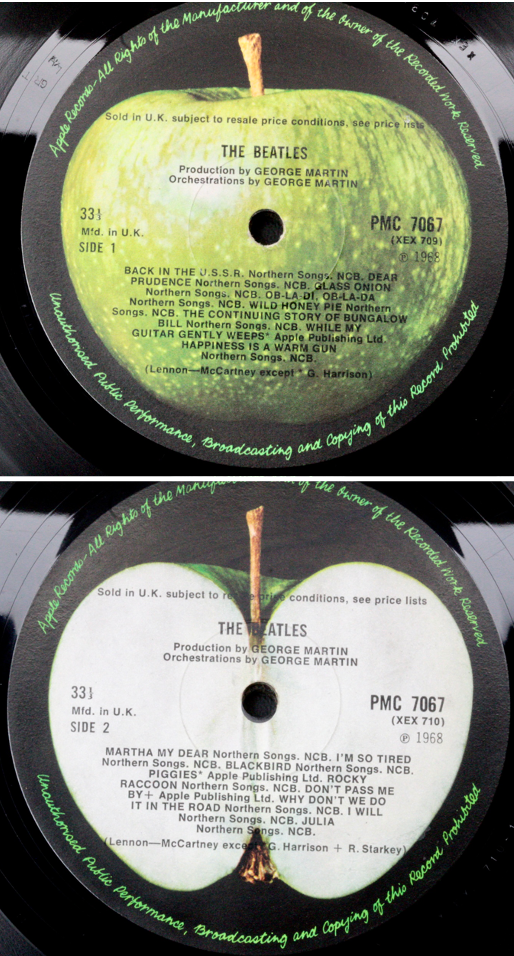 Apple Records-All Rights of the Manufacturer and of the Owner of the Recorded Work Reserved
Sold in U.K. subject to resale price conditions, see price lists
THE BEATLES
Production by GEORGE MARTIN
Orchestrations by GEORGE MARTIN
33⅓
Mfd. in U.K.
SIDE 1
PMC 7067
(XEX 709)
℗ 1968
BACK IN THE U.S.S.R. Northern Songs. NCB. DEAR
PRUDENCE Northern Songs. NCB. GLASS ONION
Northern Songs. NCB. OB-LA-DI, OB-LA-DA
Northern Songs. NCB. WILD HONEY PIE Northern
Songs. NCB. THE CONTINUING STORY OF BUNGALOW
BILL Northern Songs. NCB. WHILE MY
GUITAR GENTLY WEEPS* Apple Publishing Ltd.
HAPPINESS IS A WARM GUN
Northern Songs. NCB.
(Lennon—McCartney except * G. Harrison)
Unauthorised Public Performance, Broadcasting and Copying of this Record Prohibited
Apple Records-All Rights of the Manufacturer and of the Owner of the Recorded Work Reserved
Sold in U.K. subject to resale price conditions, see price lists
THE BEATLES
Production by GEORGE MARTIN
Orchestrations by GEORGE MARTIN
33⅓
Mfd. in U.K.
SIDE 2
PMC 7067
(XEX 710)
℗ 1968
MARTHA MY DEAR Northern Songs. NCB. I'M SO TIRED
Northern Songs. NCB. BLACKBIRD Northern Songs. NCB.
PIGGIES* Apple Publishing Ltd. ROCKY
RACCOON Northern Songs. NCB. DON'T PASS ME
BY+ Apple Publishing Ltd. WHY DON'T WE DO
IT IN THE ROAD Northern Songs. NCB. I WILL
Northern Songs. NCB. JULIA
Northern Songs. NCB.
(Lennon—McCartney except * G. Harrison + R. Starkey)
Unauthorised Public Performance, Broadcasting and Copying of this Record Prohibited